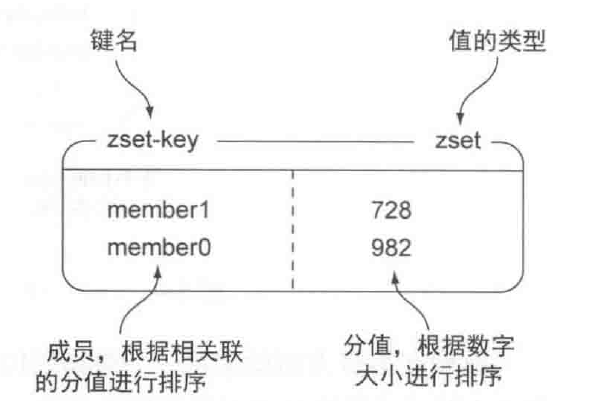 键名
值的类型
zset-key
zset
member1
728
member0
982
成员，根据相关联
的分值进行排序
分值，根据数字
大小进行排序